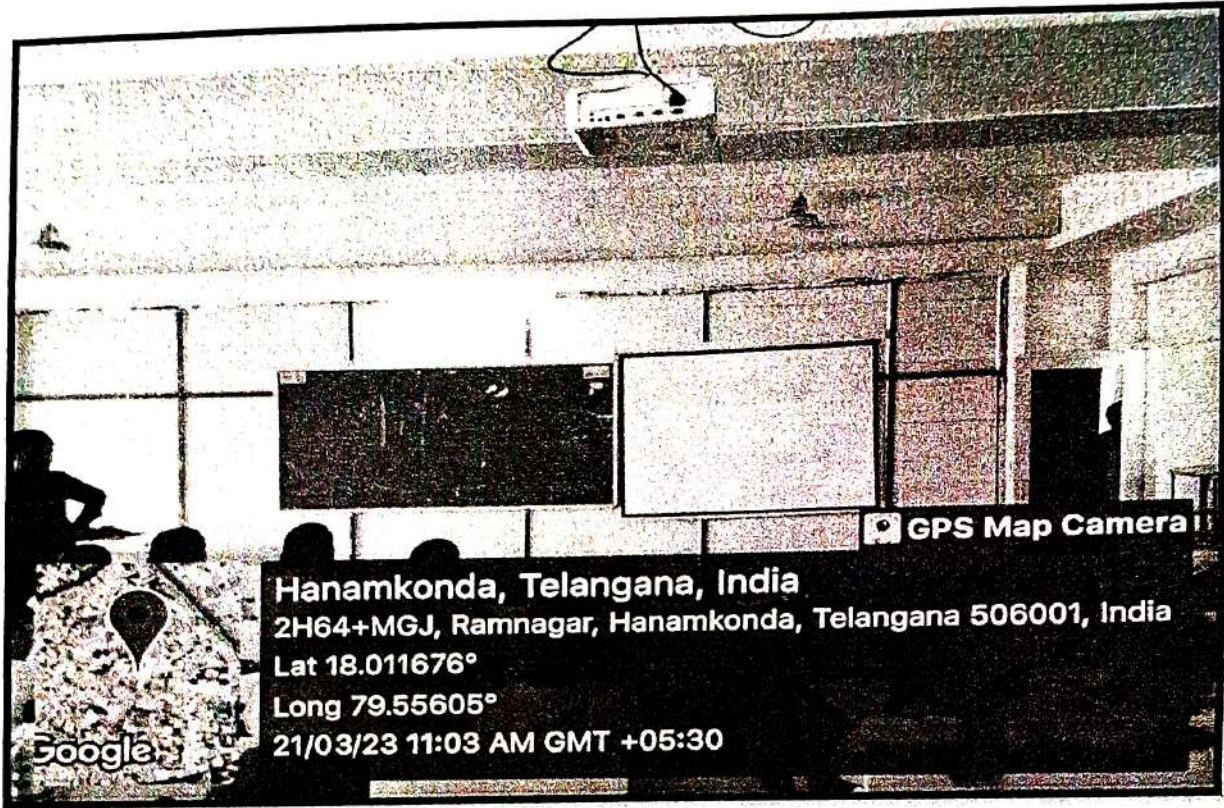 GPS Map Camera
Hanamkonda, Telangana, India
2H64+MGJ, Ramnagar, Hanamkonda, Telangana 506001, India
Lat 18.011676°
Long 79.55605°
21/03/23 11:03 AM GMT +05:30
Google